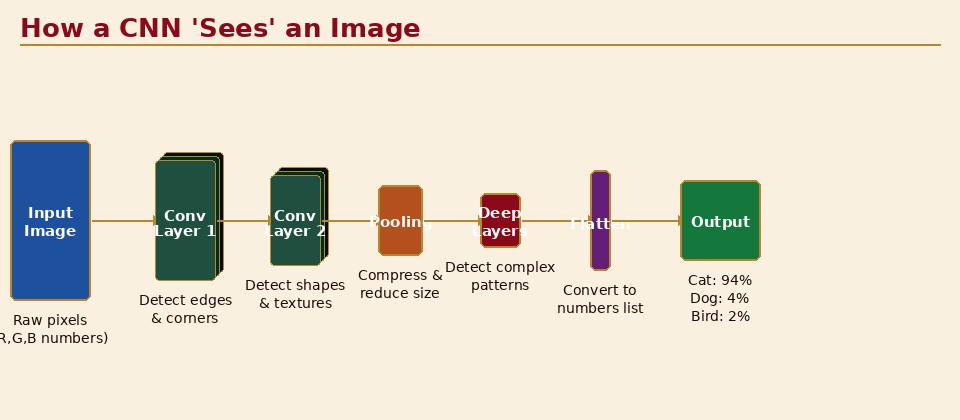 How a CNN 'Sees' an Image
Input
Image
Raw pixels
R,G,B numbers)
Conv
Layer 1
Detect edges
& corners
Conv
Layer 2
Detect shapes
& textures
Pooling
Compress &
reduce size
Deep
Layers
Detect complex
patterns
Flatten
Convert to
numbers list
Output
Cat: 94%
Dog: 4%
Bird: 2%